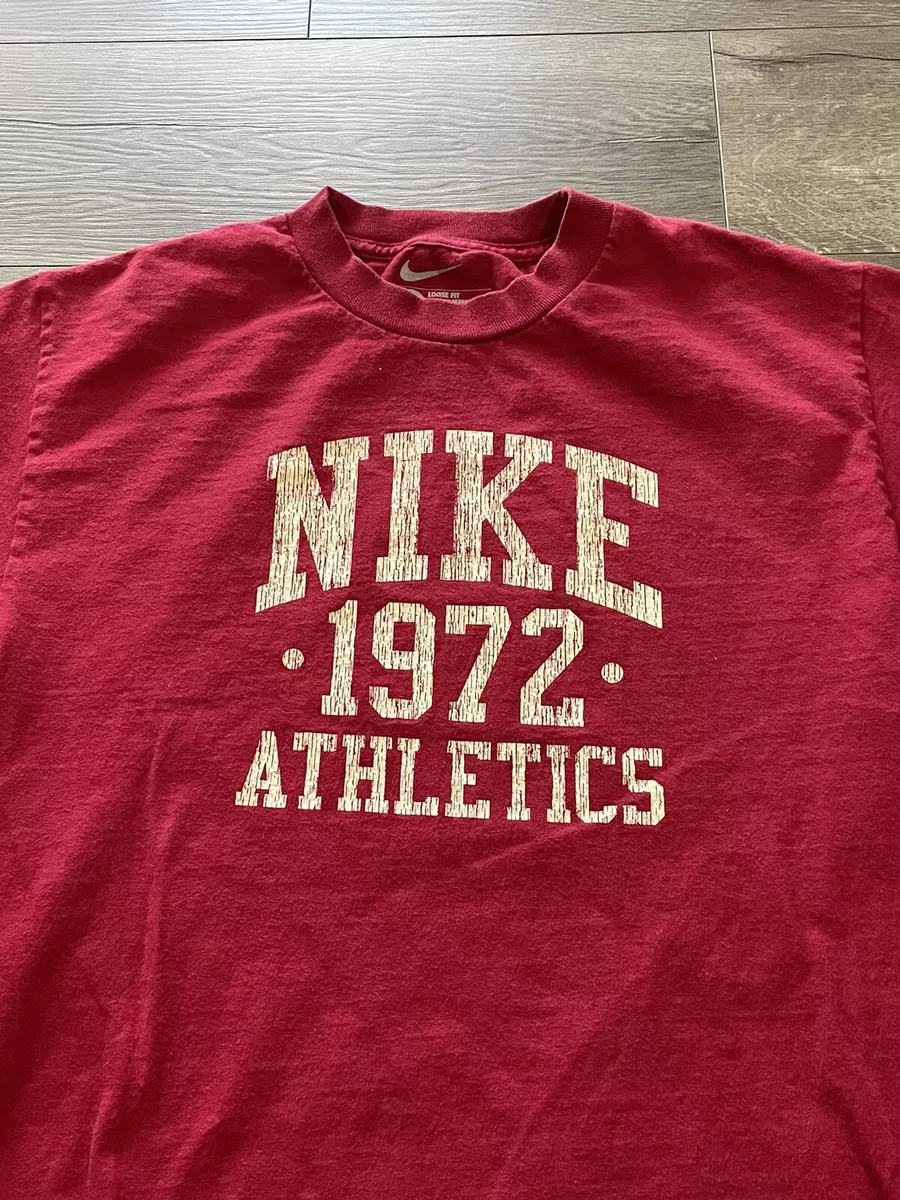 LOOSE FIT
NIKE
• 1972 •
ATHLETICS